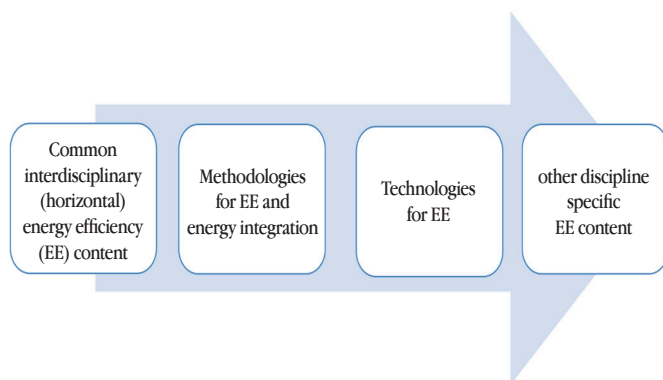 Common
interdisciplinary
(horizontal)
energy efficiency
(EE) content
Methodologies
for EE and
energy integration
Technologies
for EE
other discipline
specific
EE content